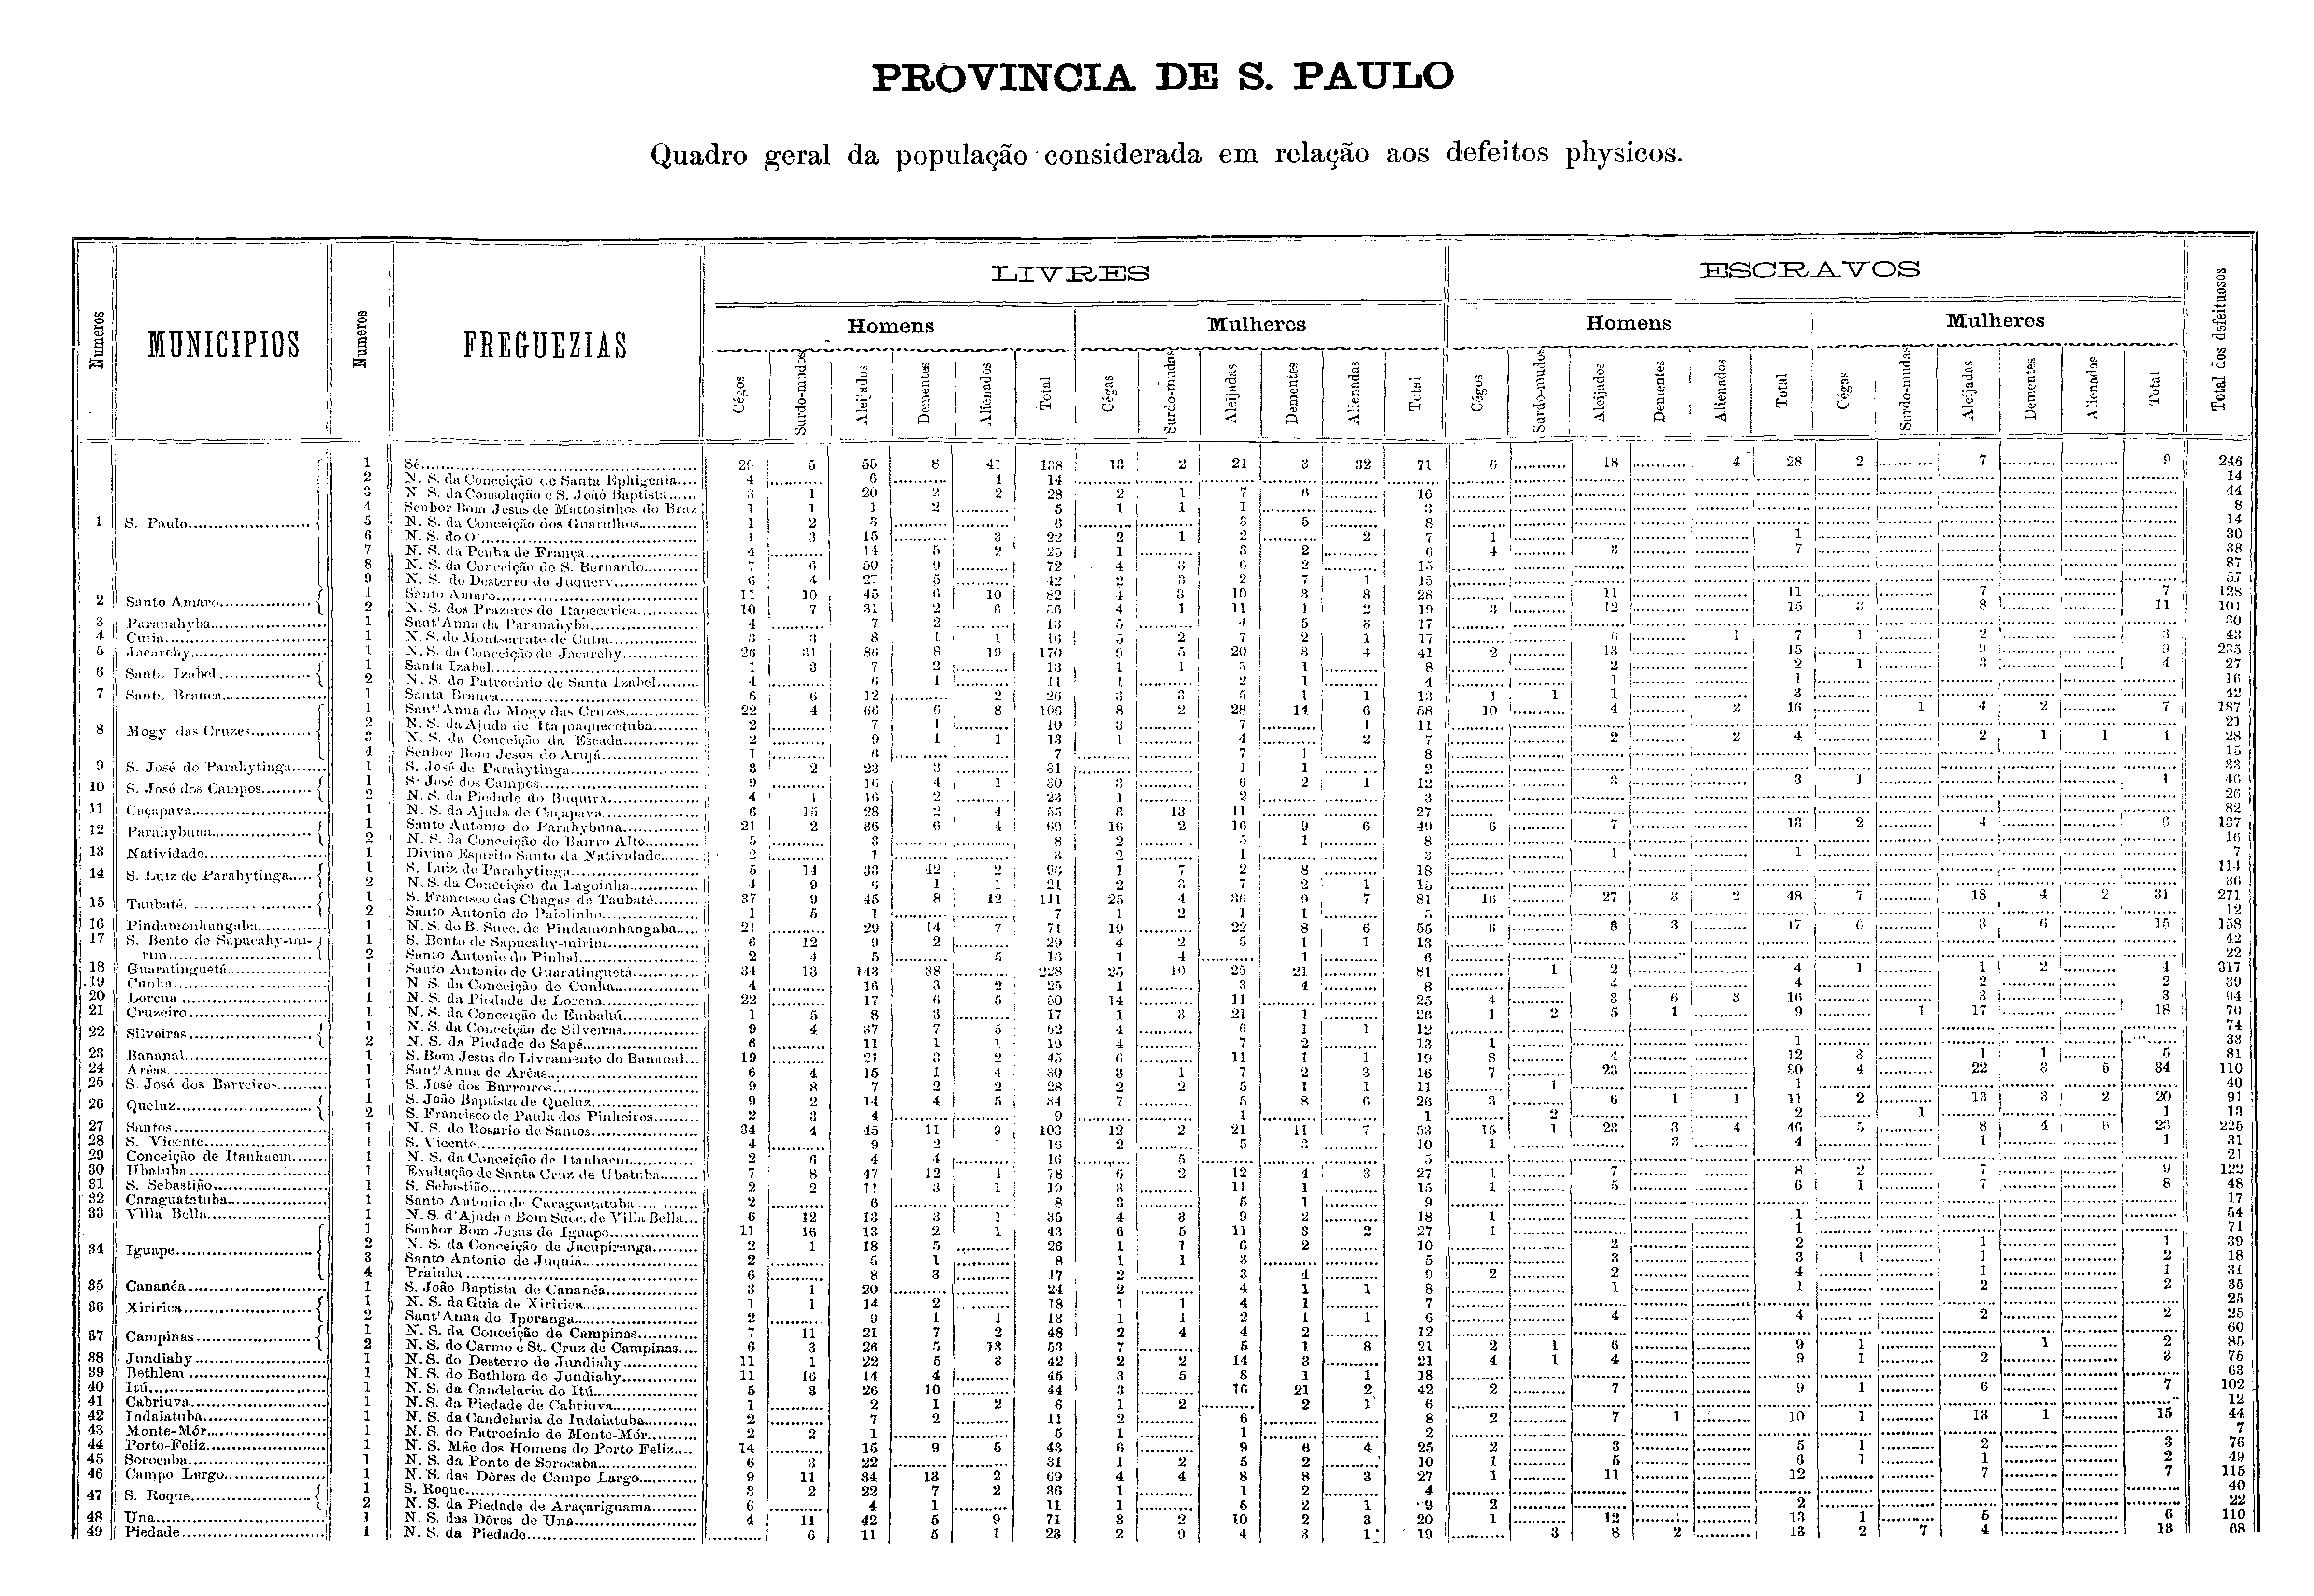 PROVINCIA DE S. PAULO
Quadro geral da população considerada em relação aos defeitos physicos.
Numeros MUNICIPIOS Numeros FREGUEZIAS LIVRES ESCRAVOS Total dos defeituosos
Homens Mulheres Homens Mulheres
Cégos Surdo-mudos Aleijados Dementes Alienados Total Cégas Surdo-mudas Aleijadas Dementes Alienadas Total Cégos Surdo-mudos Aleijados Dementes Alienados Total Cégas Surdo-mudas Aleijadas Dementes Alienadas Total
1 Sé 29 5 55 8 41 138 13 2 21 3 32 71 6 18 4 28 2 7 9 246
2 N. S. da Conceição de Santa Ephigenia 4 6 4 14 14
3 N. S. da Consolação e S. João Baptista 3 1 20 2 2 28 2 1 7 6 16 44
4 Senhor Bom Jesus de Mattosinhos do Braz 1 1 1 2 5 1 1 1 3 8
1 S. Paulo 5 N. S. da Conceição dos Guarulhos 1 2 3 6 3 5 8 14
6 N. S. do O' 1 3 15 3 22 2 1 2 2 7 1 1 30
7 N. S. da Penha de França 4 14 5 2 25 1 3 2 6 4 3 7 38
8 N. S. da Conceição de S. Bernardo 7 6 50 9 72 4 3 6 2 15 87
9 N. S. do Desterro do Juquery 6 4 27 5 42 2 3 2 7 1 15 57
2 Santo Amaro 1 Santo Amaro 11 10 45 6 10 82 4 3 10 3 8 28 11 11 7 7 128
2 N. S. dos Prazeres de Itapecerica 10 7 31 2 6 56 4 1 11 1 2 19 3 12 15 3 8 11 101
3 Paranahyba 1 Sant'Anna da Paranahyba 4 7 2 13 5 4 5 3 17 30
4 Cutia 1 N. S. do Montserrate de Cutia 3 3 8 1 1 16 5 2 7 2 1 17 6 1 7 1 2 3 43
5 Jacarehy 1 N. S. da Conceição de Jacarehy 26 31 86 8 19 170 9 5 20 3 4 41 2 13 15 9 9 235
6 Santa Izabel 1 Santa Izabel 1 3 7 2 13 1 1 5 1 8 2 2 1 3 4 27
2 N. S. do Patrocinio de Santa Izabel 4 6 1 11 1 2 1 4 1 1 16
7 Santa Branca 1 Santa Branca 6 6 12 2 26 3 3 5 1 1 13 1 1 1 3 42
1 Sant'Anna do Mogy das Cruzes 22 4 66 6 8 106 8 2 28 14 6 58 10 4 2 16 1 4 2 7 187
8 Mogy das Cruzes 2 N. S. da Ajuda de Itaquaquecetuba 2 7 1 10 3 7 1 11 21
3 N. S. da Conceição da Escada 2 9 1 1 13 1 4 2 7 2 2 4 2 1 1 4 28
4 Senhor Bom Jesus do Arujá 1 6 7 7 1 8 15
9 S. José do Parahytinga 1 S. José de Parahytinga 3 2 23 3 31 1 1 2 33
10 S. José dos Campos 1 S. José dos Campos 9 16 4 1 30 3 6 2 1 12 3 3 1 1 46
2 N. S. da Piedade do Buquira 4 1 16 2 23 1 2 3 26
11 Caçapava 1 N. S. da Ajuda de Caçapava 6 15 28 2 4 55 3 13 11 27 82
12 Parahybuna 1 Santo Antonio do Parahybuna 21 2 36 6 4 69 16 2 16 9 6 49 6 7 13 2 4 6 137
2 N. S. da Conceição do Bairro Alto 5 3 8 2 5 1 8 16
13 Natividade 1 Divino Espirito Santo da Natividade 2 1 3 2 1 3 1 1 7
14 S. Luiz de Parahytinga 1 S. Luiz de Parahytinga 5 14 33 42 2 96 1 7 2 8 18 114
2 N. S. da Conceição da Lagoinha 4 9 6 1 1 21 2 3 7 2 1 15 36
15 Taubaté 1 S. Francisco das Chagas de Taubaté 37 9 45 8 12 111 25 4 36 9 7 81 16 27 3 2 48 7 18 4 2 31 271
2 Santo Antonio do Paiolinho 1 5 1 7 1 2 1 1 5 12
16 Pindamonhangaba 1 N. S. do B. Succ. de Pindamonhangaba 21 29 14 7 71 19 22 8 6 55 6 8 3 17 6 3 6 15 158
17 S. Bento de Sapucahy-mi- 1 S. Bento de Sapucahy-mirim 6 12 9 2 29 4 2 5 1 1 13 42
rim 2 Santo Antonio do Pinhal 2 4 5 5 16 1 4 1 6 22
18 Guaratinguetá 1 Santo Antonio de Guaratinguetá 34 13 143 38 228 25 10 25 21 81 1 2 4 1 1 2 4 317
19 Cunha 1 N. S. da Conceição do Cunha 4 16 3 2 25 1 3 4 8 4 4 2 2 39
20 Lorena 1 N. S. da Piedade de Lorena 22 17 6 5 50 14 11 25 4 3 6 3 16 3 3 94
21 Cruzeiro 1 N. S. da Conceição do Embahú 1 5 8 3 17 1 3 21 1 26 1 2 5 1 9 1 17 18 70
22 Silveiras 1 N. S. da Conceição de Silveiras 9 4 37 7 5 62 4 6 1 1 12 74
2 N. S. da Piedade do Sapé 6 11 1 1 19 4 7 2 13 1 1 33
23 Bananal 1 S. Bom Jesus do Livramento do Bananal 19 21 3 2 45 6 11 1 1 19 8 4 12 3 1 1 5 81
24 Arêas 1 Sant'Anna de Arêas 6 4 15 1 4 30 3 1 7 2 3 16 7 23 30 4 22 3 5 34 110
25 S. José dos Barreiros 1 S. José dos Barreiros 9 8 7 2 2 28 2 2 5 1 1 11 1 1 40
26 Queluz 1 S. João Baptista de Queluz 9 2 14 4 5 34 7 5 8 6 26 3 6 1 1 11 2 13 3 2 20 91
2 S. Francisco de Paula dos Pinheiros 2 3 4 9 1 1 2 2 1 1 13
27 Santos 1 N. S. do Rosario de Santos 34 4 45 11 9 103 12 2 21 11 7 53 15 1 23 3 4 46 5 8 4 6 23 225
28 S. Vicente 1 S. Vicente 4 9 2 1 16 2 5 3 10 1 3 4 1 1 31
29 Conceição de Itanhaem 1 N. S. da Conceição de Itanhaem 2 6 4 4 16 5 5 21
30 Ubatuba 1 Exaltação de Santa Cruz de Ubatuba 7 8 47 12 4 78 6 2 12 4 3 27 1 7 8 2 7 9 122
31 S. Sebastião 1 S. Sebastião 2 2 11 3 1 19 3 11 1 15 1 5 6 1 7 8 48
32 Caraguatatuba 1 Santo Antonio de Caraguatatuba 2 6 8 3 5 1 9 17
33 Villa Bella 1 N. S. d'Ajuda e Bom Succ. de Villa Bella 6 12 13 3 1 35 4 3 9 2 18 1 1 54
1 Senhor Bom Jesus de Iguape 11 16 13 2 1 43 6 5 11 3 2 27 1 1 71
34 Iguape 2 N. S. da Conceição de Jacupiranga 2 1 18 5 26 1 1 6 2 10 2 2 1 1 39
3 Santo Antonio de Juquiá 2 5 1 8 1 1 3 5 3 3 1 1 2 18
4 Prainha 6 8 3 17 2 3 4 9 2 2 4 1 1 31
35 Cananéa 1 S. João Baptista de Cananéa 3 1 20 24 2 4 1 1 8 1 1 2 2 35
36 Xiririca 1 N. S. da Guia de Xiririca 1 1 14 2 18 1 1 4 1 7 25
2 Sant'Anna do Iporanga 2 9 1 1 13 1 1 2 1 1 6 4 4 2 2 25
37 Campinas 1 N. S. da Conceição de Campinas 7 11 21 7 2 48 2 4 4 2 12 60
2 N. S. do Carmo e St. Cruz de Campinas 6 3 26 5 13 53 7 5 1 8 21 2 1 6 9 1 1 2 85
38 Jundiahy 1 N. S. do Desterro de Jundiahy 11 1 22 5 3 42 2 2 14 3 21 4 1 4 9 1 2 3 75
39 Bethlem 1 N. S. do Bethlem de Jundiahy 11 16 14 4 45 3 5 8 1 1 18 63
40 Itú 1 N. S. da Candelaria do Itú 5 3 26 10 44 3 16 21 2 42 2 7 9 1 6 7 102
41 Cabriuva 1 N. S. da Piedade de Cabriuva 1 2 1 2 6 1 2 2 1 6 12
42 Indaiatuba 1 N. S. da Candelaria de Indaiatuba 2 7 2 11 2 6 8 2 7 1 10 1 13 1 15 44
43 Monte-Mór 1 N. S. do Patrocinio de Monte-Mór 2 2 1 5 1 1 2 7
44 Porto-Feliz 1 N. S. Mãe dos Homens do Porto Feliz 14 15 9 5 43 6 9 6 4 25 2 3 5 1 2 3 76
45 Sorocaba 1 N. S. da Ponte de Sorocaba 6 3 22 31 1 2 5 2 10 1 5 6 1 1 2 49
46 Campo Largo 1 N. S. das Dôres de Campo Largo 9 11 34 13 2 69 4 4 8 8 3 27 1 11 12 7 7 115
47 S. Roque 1 S. Roque 3 2 22 7 2 36 1 1 2 4 40
2 N. S. da Piedade de Araçariguama 6 4 1 11 1 5 2 1 9 2 2 22
48 Una 1 N. S. das Dôres de Una 4 11 42 5 9 71 3 2 10 2 3 20 1 12 13 1 5 6 110
49 Piedade 1 N. S. da Piedade 6 11 5 1 23 2 9 4 3 1 19 3 8 2 13 2 7 4 13 68